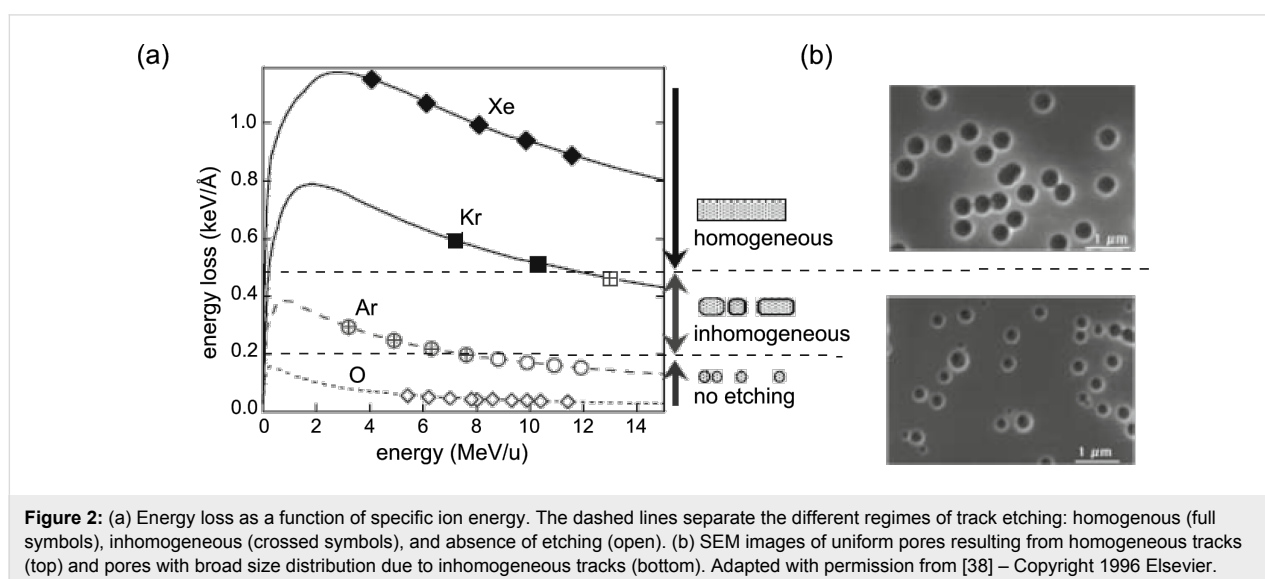 (a)
(b)
energy loss (keV/Å)
1.0
0.8
0.6
0.4
0.2
0.0
Xe
Kr
Ar
O
0 2 4 6 8 10 12 14
energy (MeV/u)
homogeneous
inhomogeneous
no etching
1 µm
1 µm
Figure 2: (a) Energy loss as a function of specific ion energy. The dashed lines separate the different regimes of track etching: homogenous (full
symbols), inhomogeneous (crossed symbols), and absence of etching (open). (b) SEM images of uniform pores resulting from homogeneous tracks
(top) and pores with broad size distribution due to inhomogeneous tracks (bottom). Adapted with permission from [38] – Copyright 1996 Elsevier.